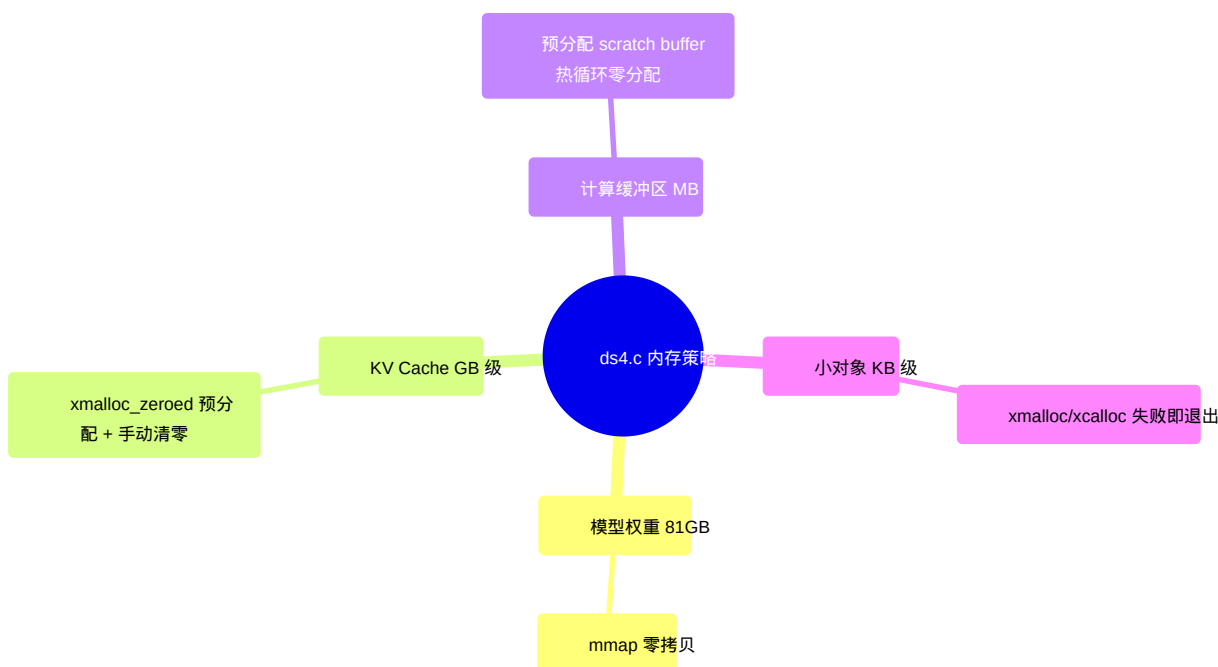 预分配 scratch buffer
热循环零分配
计算缓冲区 MB
ds4.c 内存策略
KV Cache GB 级
xmalloc_zeroed 预分
配 + 手动清零
小对象 KB 级
xmalloc/xcalloc 失败即退出
模型权重 81GB
mmap 零拷贝